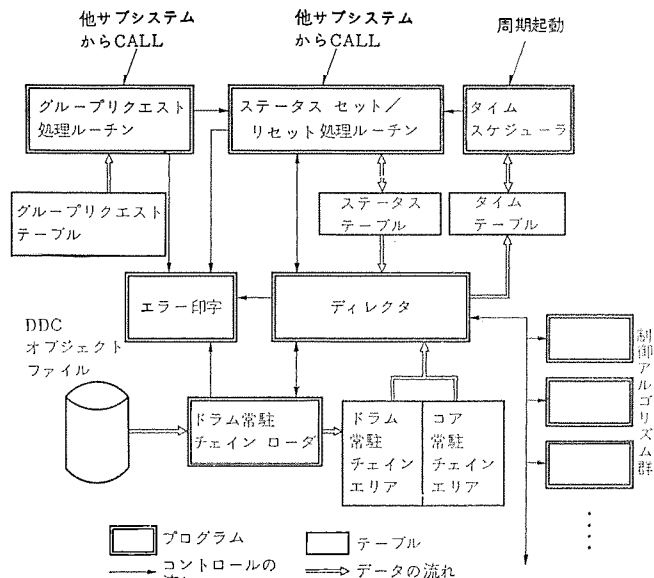 他サブシステム
からCALL
他サブシステム
からCALL
周期起動
グループリクエスト
処理ルーチン
ステータス セット/
リセット処理ルーチン
タイム
スケジューラ
グループリクエスト
テーブル
ステータス
テーブル
タイム
テーブル
エラー印字
ディレクタ
DDC
オブジェクト
ファイル
ドラム常駐
チェイン ローダ
ドラム
常駐
チェイン
エリア
コア
常駐
チェイン
エリア
制御アルゴリズム群
プログラム
テーブル
コントロールの
データの流れ